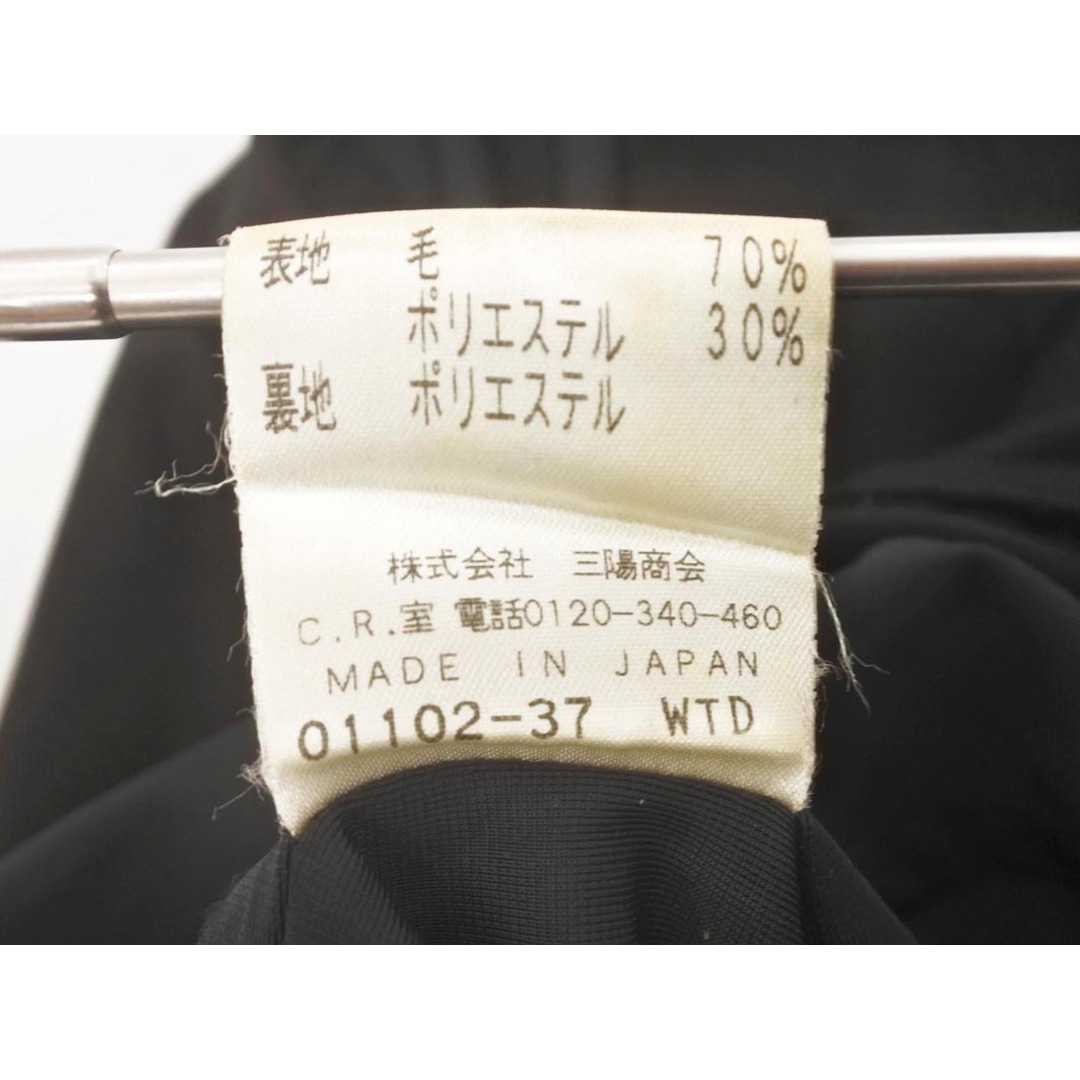 表地 毛 70%
ポリエステル 30%
裏地 ポリエステル
株式会社 三陽商会
C.R.室 電話0120-340-460
MADE IN JAPAN
01102-37 WTD